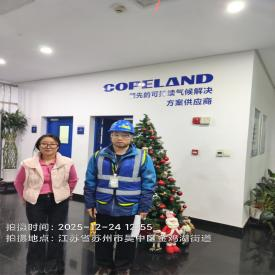 COPELAND
领先的可持续气候解决
方案供应商
拍摄时间：2025-12-24 12:55
拍摄地点：江苏省苏州市吴中区金鸡湖街道